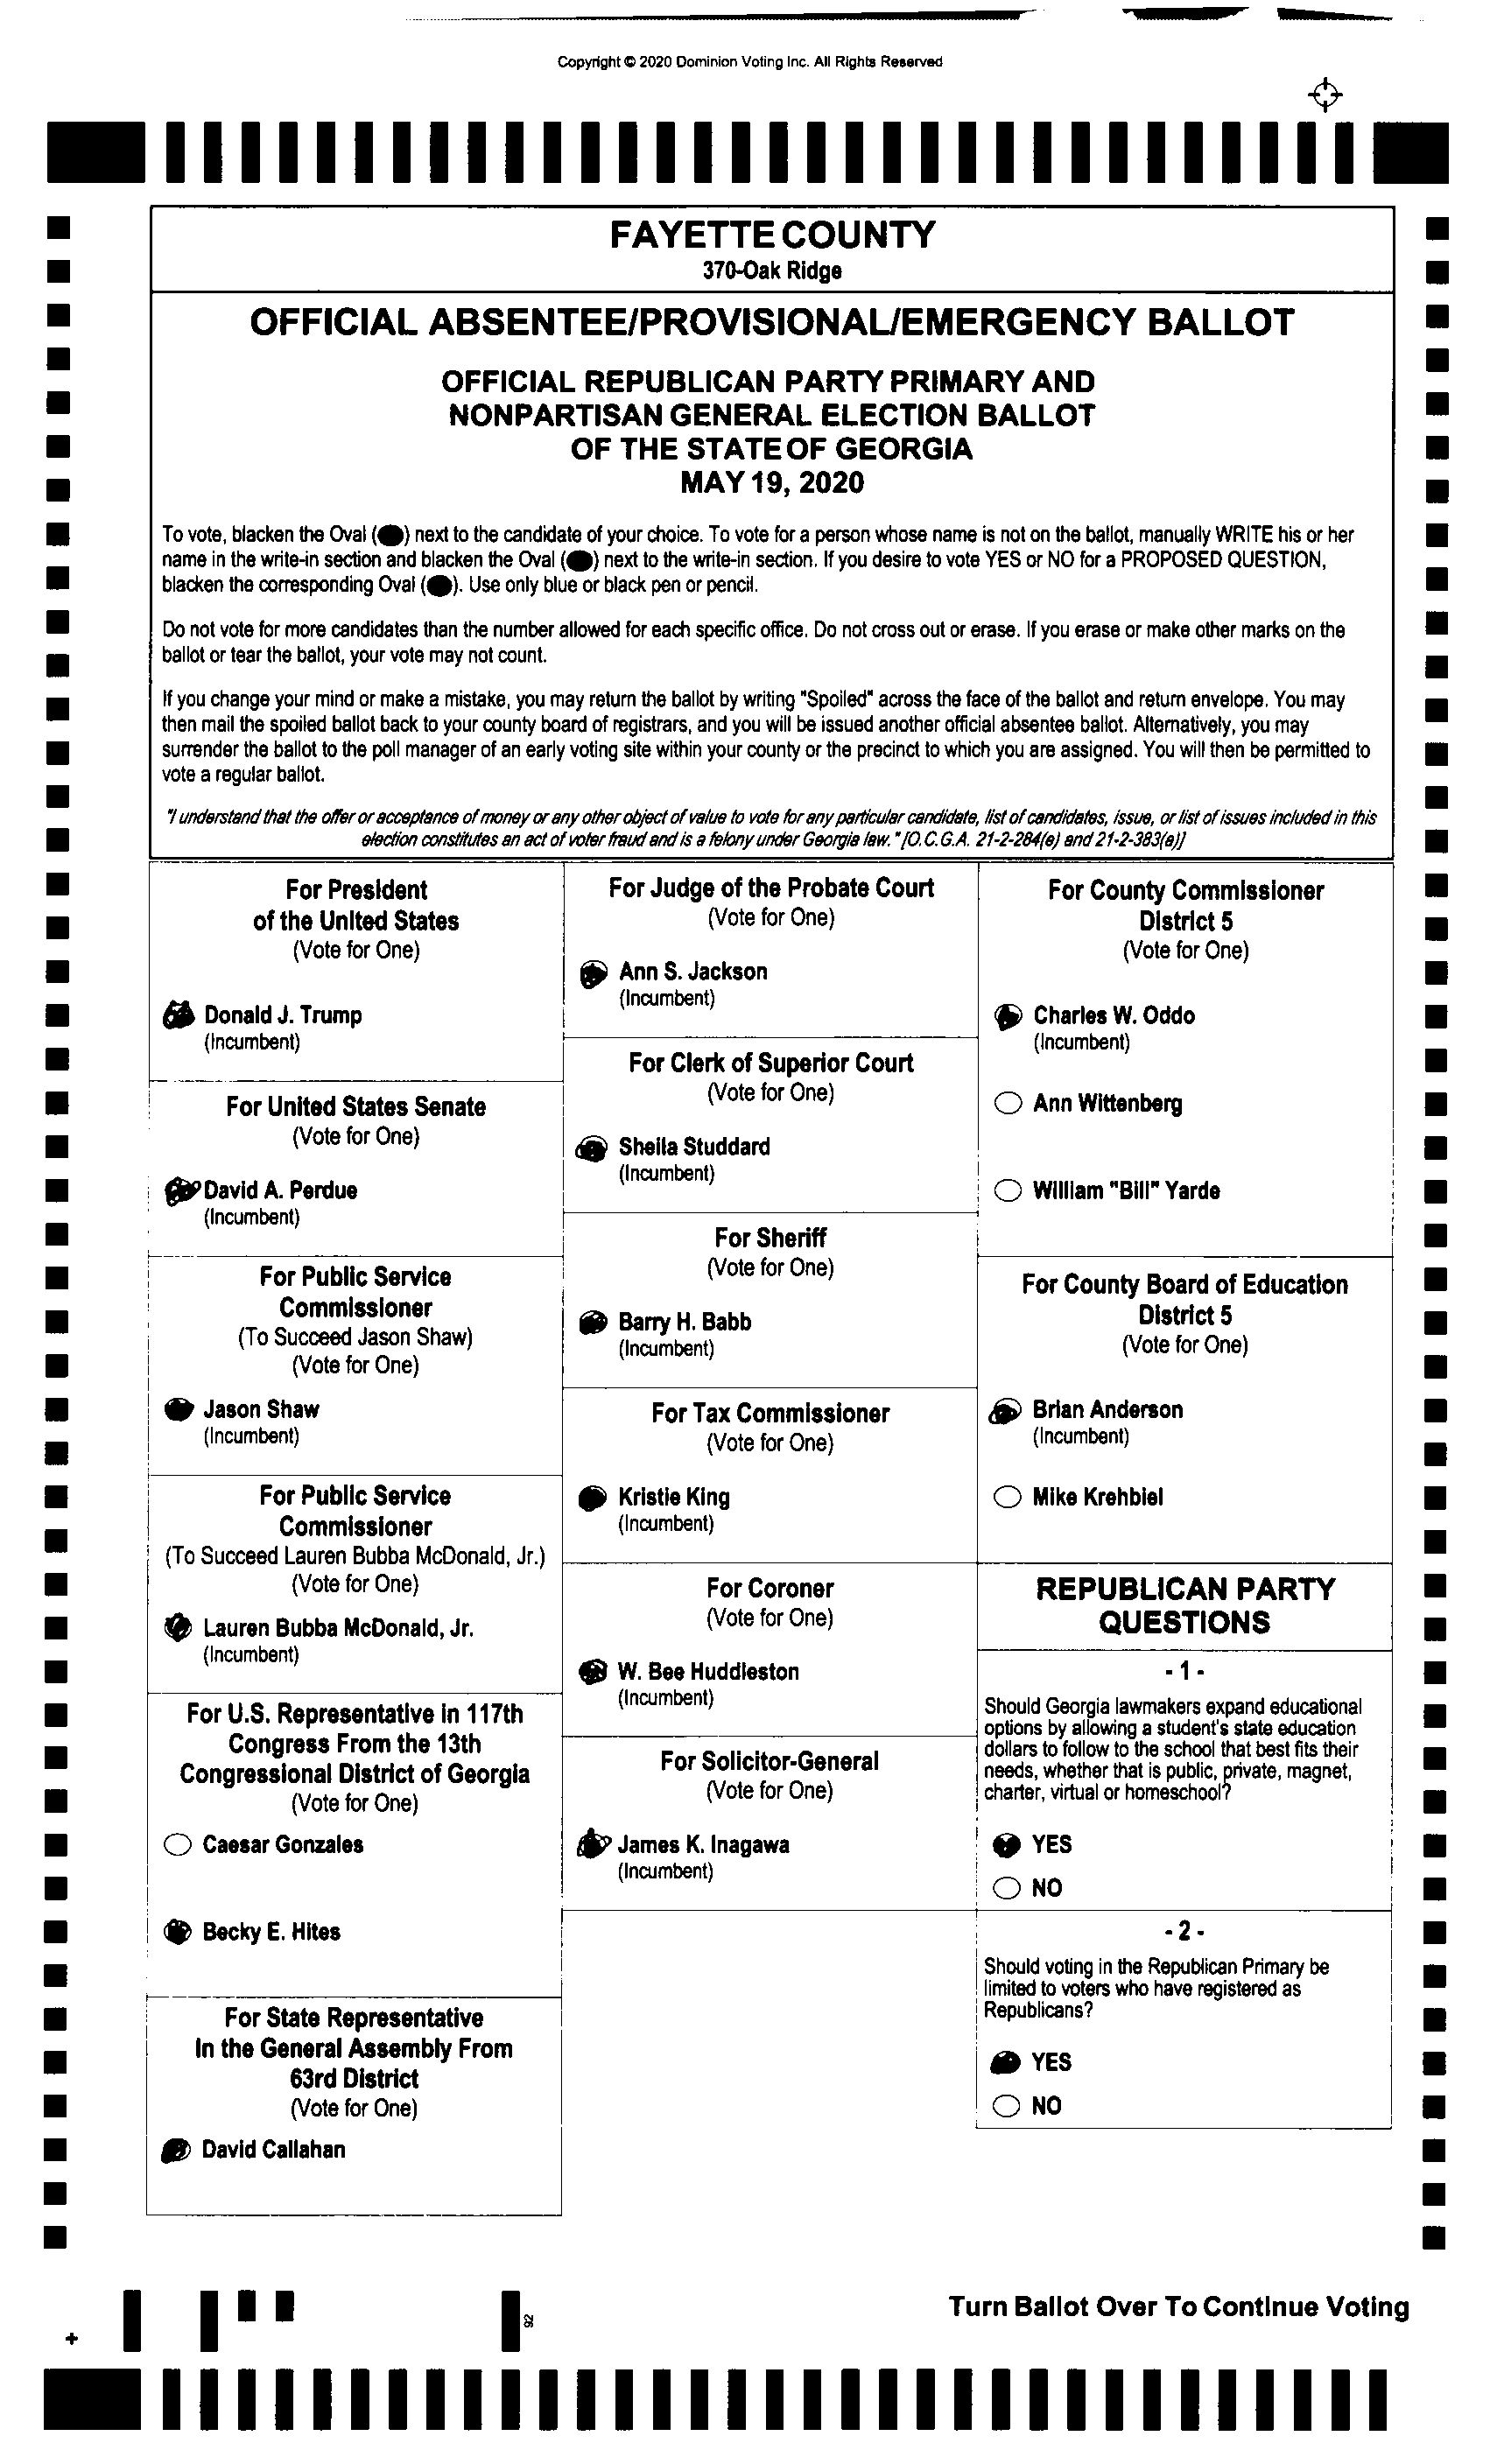 Copyright © 2020 Dominion Voting Inc. All Rights Reserved
FAYETTE COUNTY
370-Oak Ridge
OFFICIAL ABSENTEE/PROVISIONAL/EMERGENCY BALLOT
OFFICIAL REPUBLICAN PARTY PRIMARY AND
NONPARTISAN GENERAL ELECTION BALLOT
OF THE STATE OF GEORGIA
MAY 19, 2020
To vote, blacken the Oval ( ) next to the candidate of your choice. To vote for a person whose name is not on the ballot, manually WRITE his or her
name in the write-in section and blacken the Oval ( ) next to the write-in section. If you desire to vote YES or NO for a PROPOSED QUESTION,
blacken the corresponding Oval ( ). Use only blue or black pen or pencil.
Do not vote for more candidates than the number allowed for each specific office. Do not cross out or erase. If you erase or make other marks on the
ballot or tear the ballot, your vote may not count.
If you change your mind or make a mistake, you may return the ballot by writing "Spoiled" across the face of the ballot and return envelope. You may
then mail the spoiled ballot back to your county board of registrars, and you will be issued another official absentee ballot. Alternatively, you may
surrender the ballot to the poll manager of an early voting site within your county or the precinct to which you are assigned. You will then be permitted to
vote a regular ballot.
"I understand that the offer or acceptance of money or any other object of value to vote for any particular candidate, list of candidates, issue, or list of issues included in this
election constitutes an act of voter fraud and is a felony under Georgia law." [O.C.G.A. 21-2-284(e) and 21-2-383(a)]
For President
of the United States
(Vote for One)
Donald J. Trump
(Incumbent)
For United States Senate
(Vote for One)
David A. Perdue
(Incumbent)
For Public Service
Commissioner
(To Succeed Jason Shaw)
(Vote for One)
Jason Shaw
(Incumbent)
For Public Service
Commissioner
(To Succeed Lauren Bubba McDonald, Jr.)
(Vote for One)
Lauren Bubba McDonald, Jr.
(Incumbent)
For U.S. Representative in 117th
Congress From the 13th
Congressional District of Georgia
(Vote for One)
Caesar Gonzales
Becky E. Hites
For State Representative
In the General Assembly From
63rd District
(Vote for One)
David Callahan
For Judge of the Probate Court
(Vote for One)
Ann S. Jackson
(Incumbent)
For Clerk of Superior Court
(Vote for One)
Sheila Studdard
(Incumbent)
For Sheriff
(Vote for One)
Barry H. Babb
(Incumbent)
For Tax Commissioner
(Vote for One)
Kristie King
(Incumbent)
For Coroner
(Vote for One)
W. Bee Huddleston
(Incumbent)
For Solicitor-General
(Vote for One)
James K. Inagawa
(Incumbent)
For County Commissioner
District 5
(Vote for One)
Charles W. Oddo
(Incumbent)
Ann Wittenberg
William "Bill" Yarde
For County Board of Education
District 5
(Vote for One)
Brian Anderson
(Incumbent)
Mike Krehbiel
REPUBLICAN PARTY
QUESTIONS
- 1 -
Should Georgia lawmakers expand educational
options by allowing a student's state education
dollars to follow to the school that best fits their
needs, whether that is public, private, magnet,
charter, virtual or homeschool?
YES
NO
- 2 -
Should voting in the Republican Primary be
limited to voters who have registered as
Republicans?
YES
NO
Turn Ballot Over To Continue Voting
92